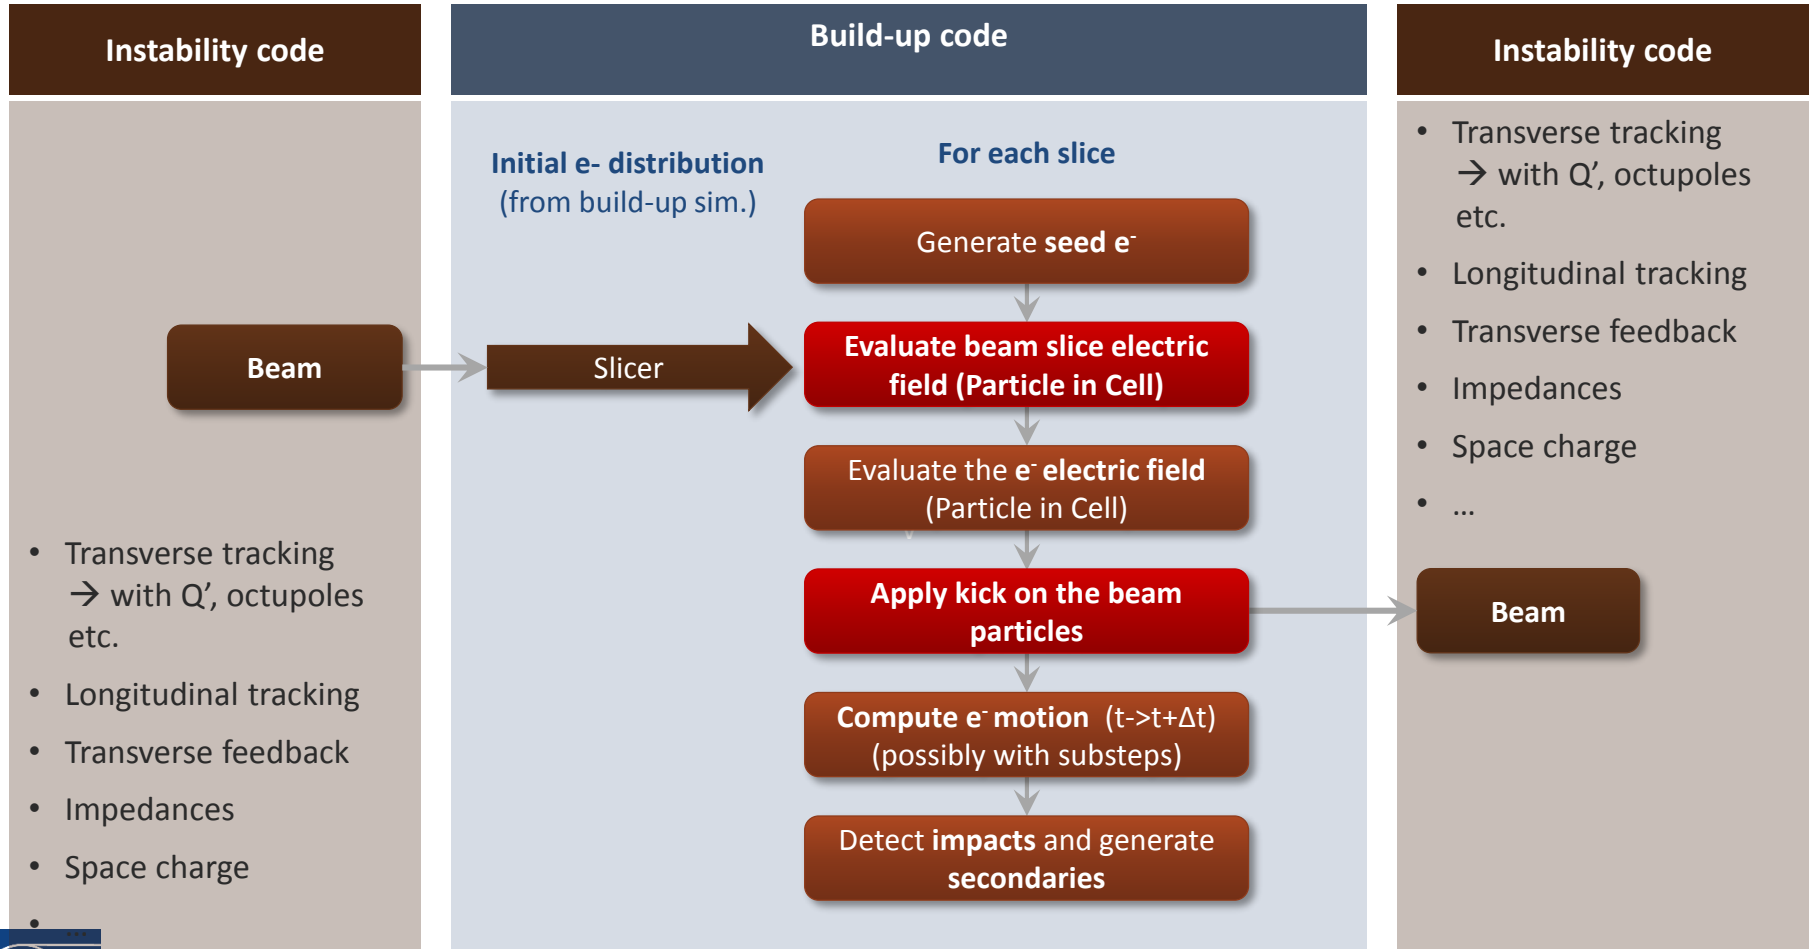 Instability code
• Transverse tracking
→ with Q’, octupoles
etc.
• Longitudinal tracking
• Transverse feedback
• Impedances
• Space charge
• ...
Beam
Build-up code
Initial e- distribution
(from build-up sim.)
Slicer
For each slice
Generate seed e-
Evaluate beam slice electric
field (Particle in Cell)
Evaluate the e- electric field
(Particle in Cell)
Apply kick on the beam
particles
Compute e- motion (t->t+Δt)
(possibly with substeps)
Detect impacts and generate
secondaries
Instability code
• Transverse tracking
→ with Q’, octupoles
etc.
• Longitudinal tracking
• Transverse feedback
• Impedances
• Space charge
• ...
Beam